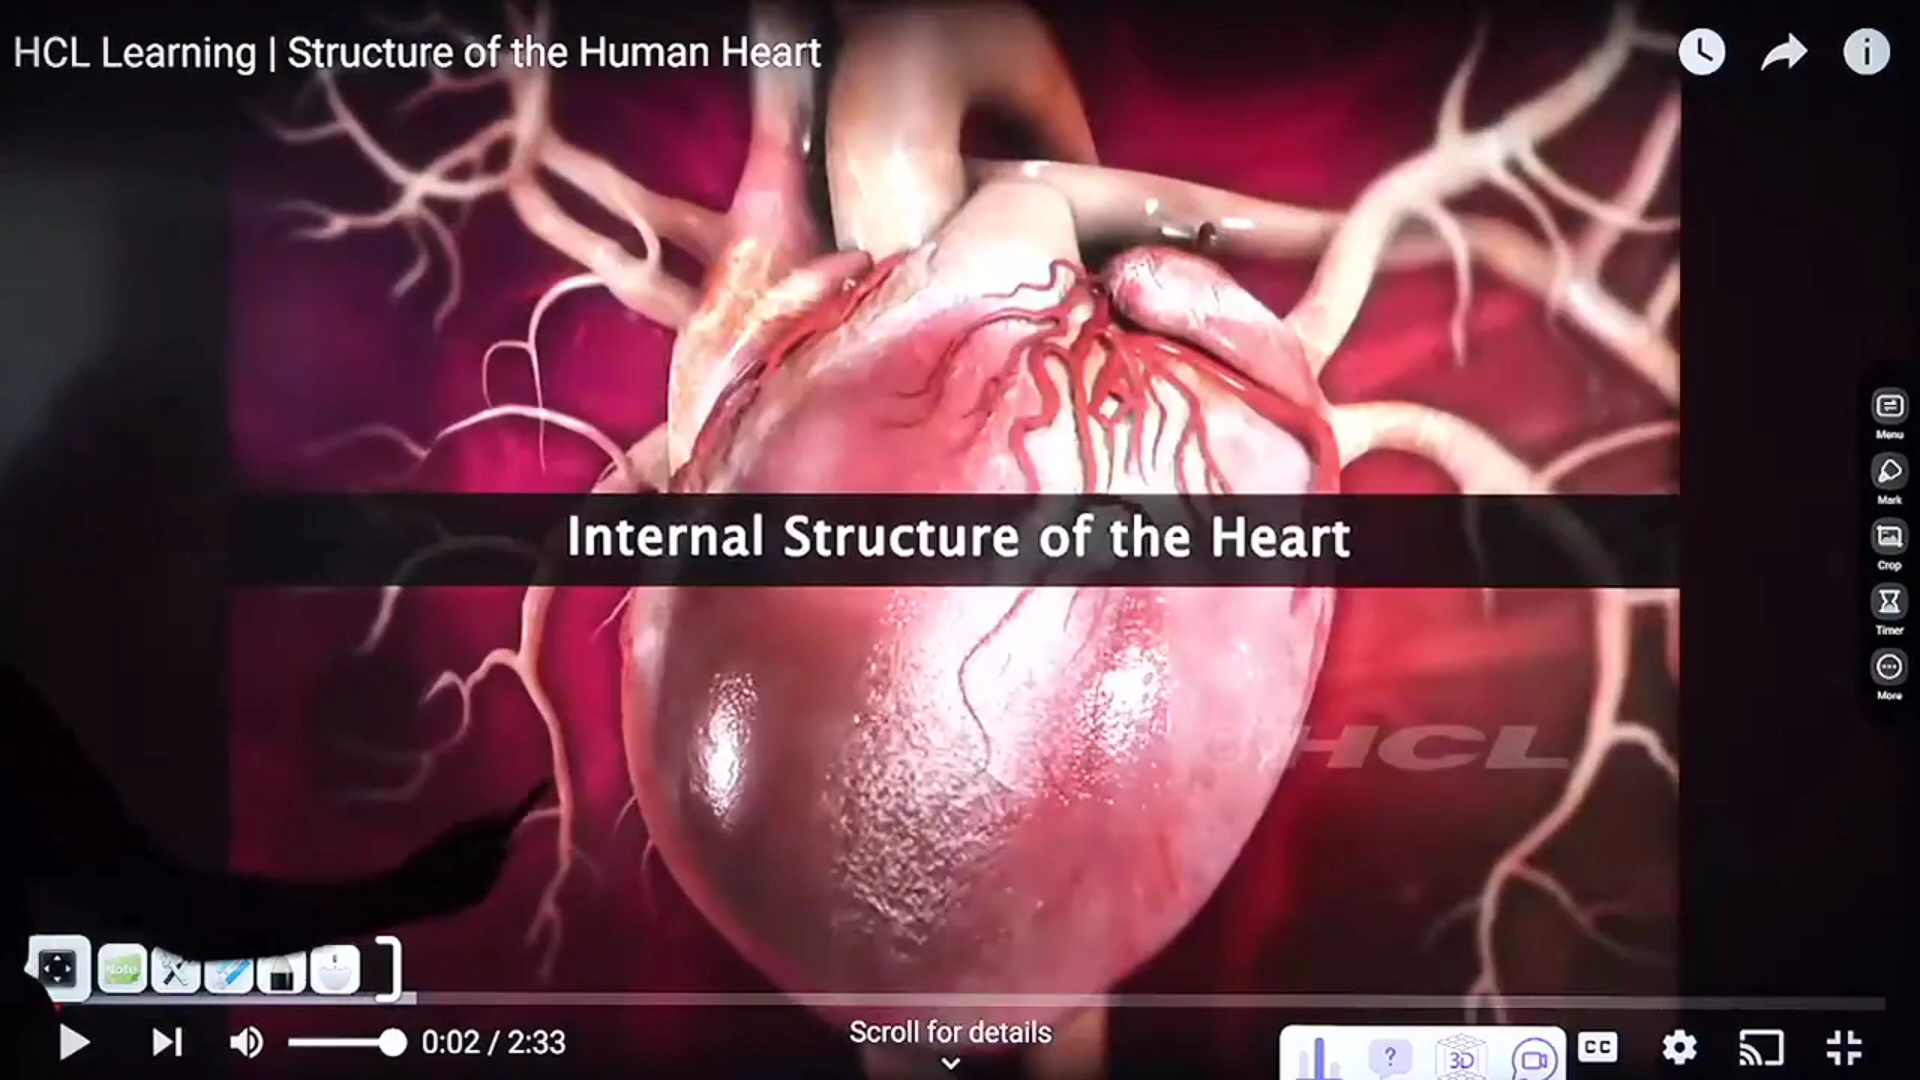 HCL Learning | Structure of the Human Heart
Internal Structure of the Heart
HCL
Menu
Mark
Crop
Timer
More
Note
0:02 / 2:33
Scroll for details
?
3D
CC